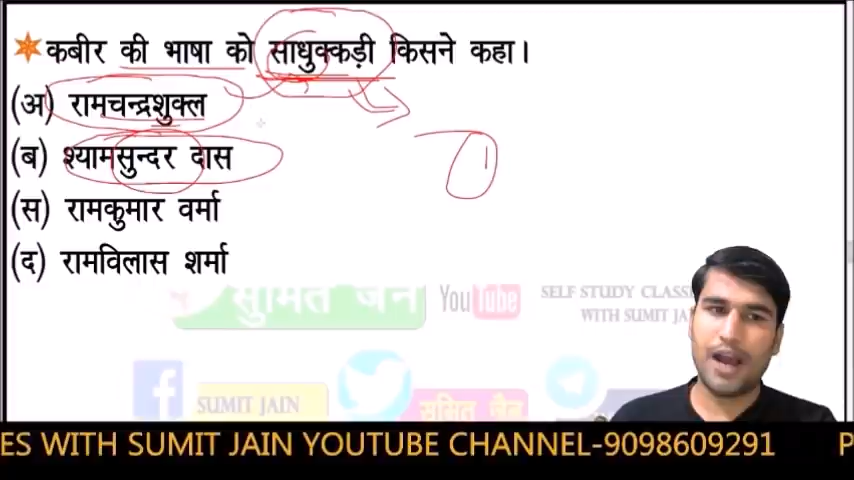 कबीर की भाषा को साधुक्कड़ी किसने कहा।
(अ) रामचन्द्रशुक्ल
(ब) श्यामसुन्दर दास
(स) रामकुमार वर्मा
(द) रामविलास शर्मा
सुमित जैन
YouTube
SELF STUDY CLASSES
WITH SUMIT JA
SUMIT JAIN
सुमित जैन
ES WITH SUMIT JAIN YOUTUBE CHANNEL-9098609291 P